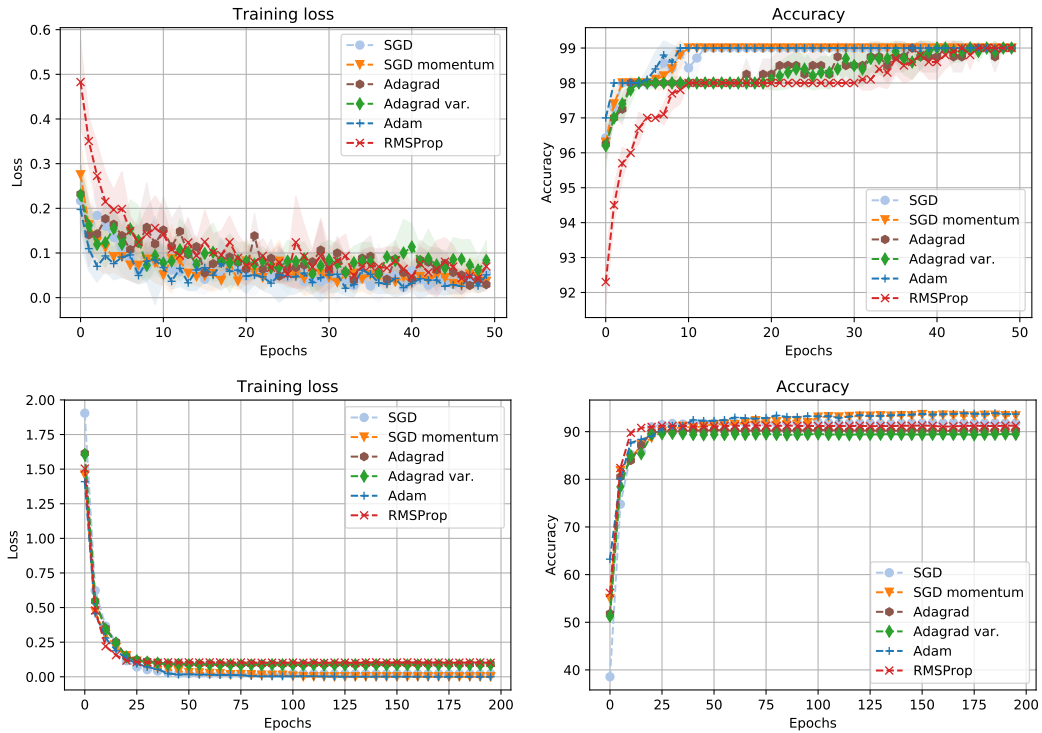 Training loss
Loss
0.6
0.5
0.4
0.3
0.2
0.1
0.0
SGD
SGD momentum
Adagrad
Adagrad var.
Adam
RMSProp
0 10 20 30 40 50
Epochs
Accuracy
Accuracy
99
98
97
96
95
94
93
92
SGD
SGD momentum
Adagrad
Adagrad var.
Adam
RMSProp
0 10 20 30 40 50
Epochs
Training loss
Loss
2.00
1.75
1.50
1.25
1.00
0.75
0.50
0.25
0.00
SGD
SGD momentum
Adagrad
Adagrad var.
Adam
RMSProp
0 25 50 75 100 125 150 175 200
Epochs
Accuracy
Accuracy
90
80
70
60
50
40
SGD
SGD momentum
Adagrad
Adagrad var.
Adam
RMSProp
0 25 50 75 100 125 150 175 200
Epochs